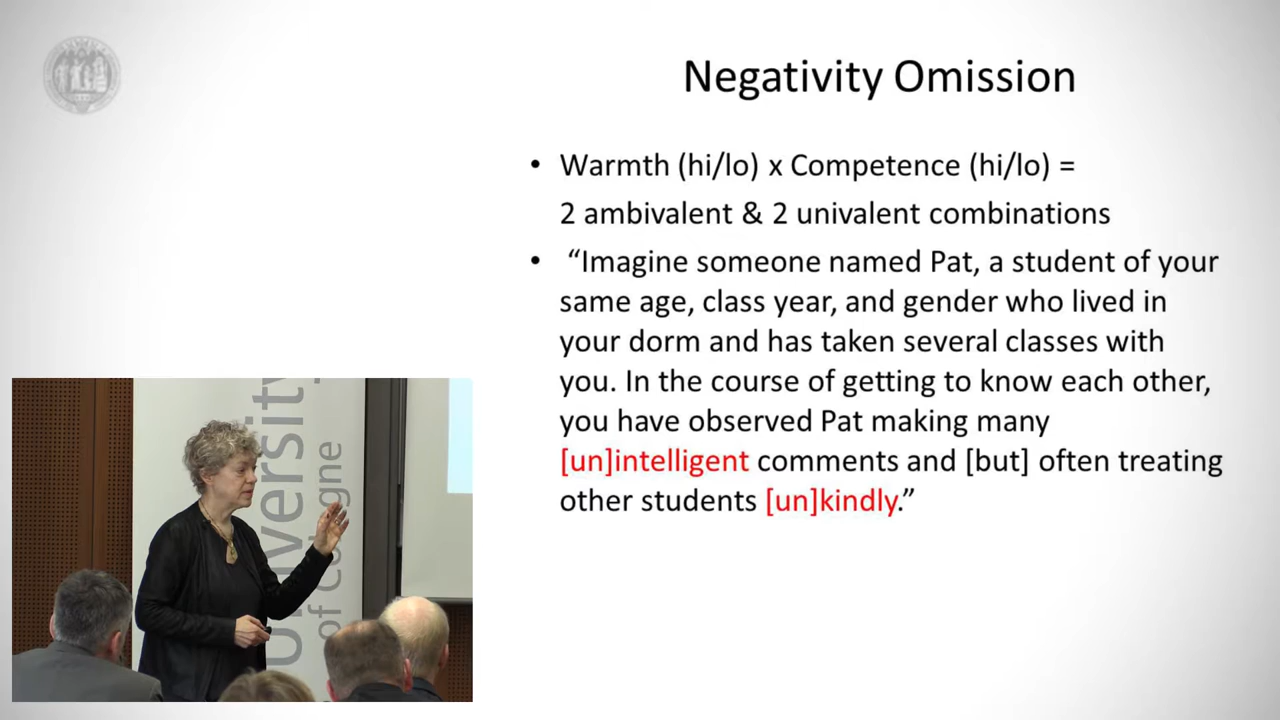 Negativity Omission
• Warmth (hi/lo) x Competence (hi/lo) =
2 ambivalent & 2 univalent combinations
• “Imagine someone named Pat, a student of your
same age, class year, and gender who lived in
your dorm and has taken several classes with
you. In the course of getting to know each other,
you have observed Pat making many
[un]intelligent comments and [but] often treating
other students [un]kindly.”
University
of Cologne